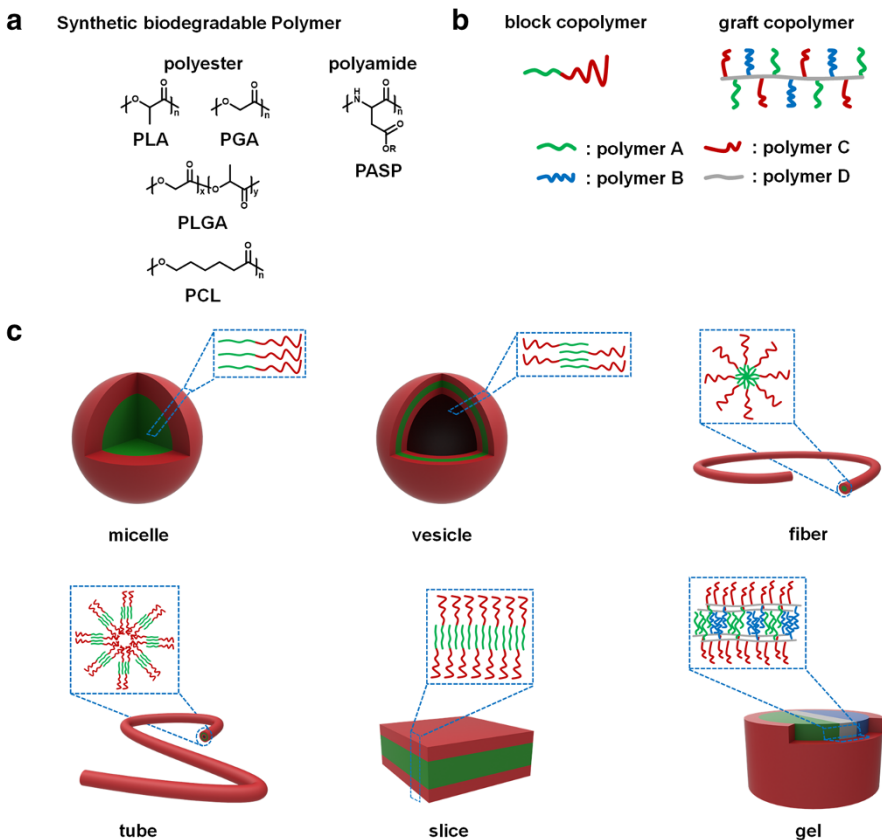 a
Synthetic biodegradable Polymer
polyester
polyamide
PLA
PGA
PASP
PLGA
PCL
O
O
n
O
O
n
H
N
O
n
O
OR
O
O
x
O
O
y
O
O
n
b
block copolymer
graft copolymer
: polymer A
: polymer C
: polymer B
: polymer D
c
micelle
vesicle
fiber
tube
slice
gel